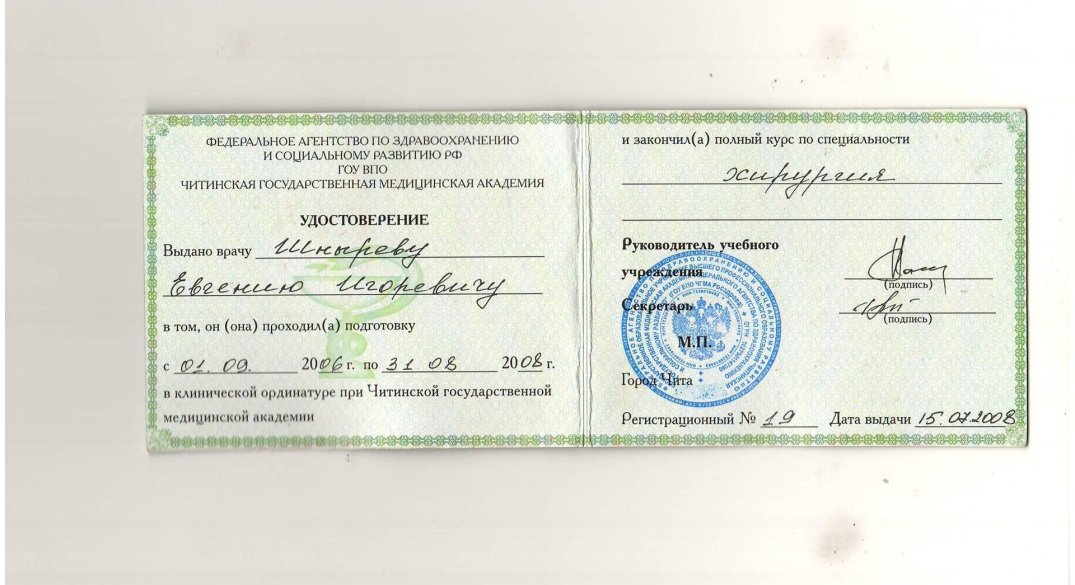 ФЕДЕРАЛЬНОЕ АГЕНТСТВО ПО ЗДРАВООХРАНЕНИЮ
И СОЦИАЛЬНОМУ РАЗВИТИЮ РФ
ГОУ ВПО
ЧИТИНСКАЯ ГОСУДАРСТВЕННАЯ МЕДИЦИНСКАЯ АКАДЕМИЯ
УДОСТОВЕРЕНИЕ
Выдано врачу Шныреву
Евгению Игоревичу
в том, он (она) проходил(а) подготовку
с 01. 09. 2006 г. по 31 08 2008 г.
в клинической ординатуре при Читинской государственной
медицинской академии
и закончил(а) полный курс по специальности
хирургия
Руководитель учебного
учреждения
(подпись)
Секретарь
(подпись)
М.П.
Город Чита
Регистрационный № 19 Дата выдачи 15.07.2008